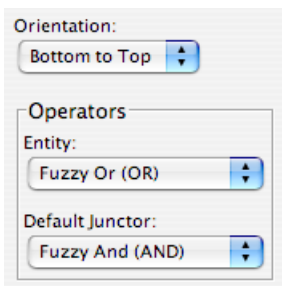 Orientation:
Bottom to Top
Operators
Entity:
Fuzzy Or (OR)
Default Junctor:
Fuzzy And (AND)